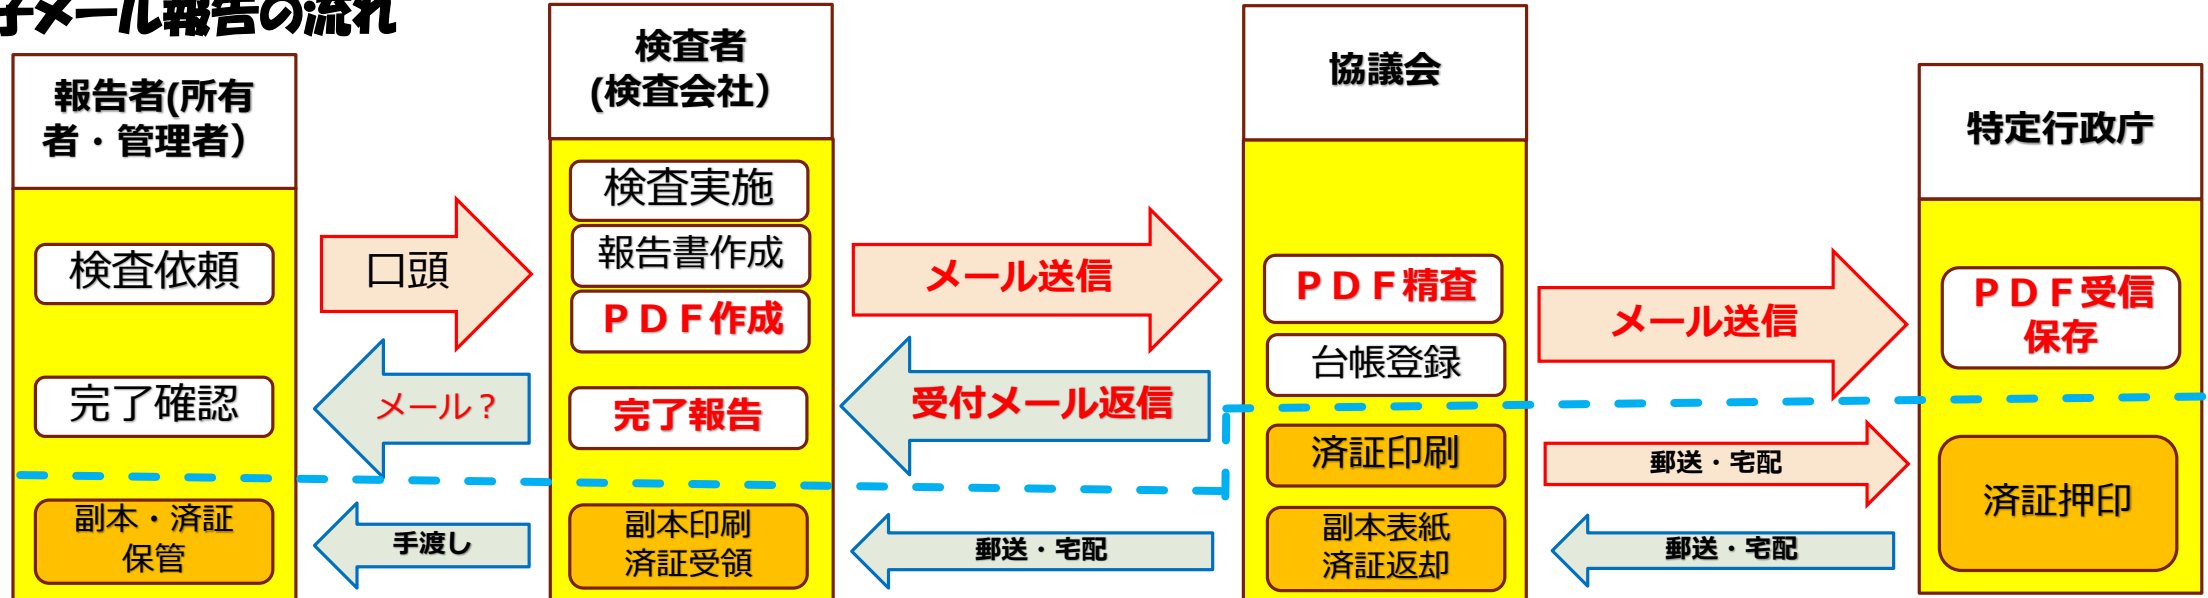 子メール報告の流れ
報告者(所有
者・管理者）
検査依頼
完了確認
副本・済証
保管
口頭
メール？
手渡し
検査者
(検査会社）
検査実施
報告書作成
ＰＤＦ作成
完了報告
副本印刷
済証受領
メール送信
受付メール返信
郵送・宅配
協議会
ＰＤＦ精査
台帳登録
済証印刷
副本表紙
済証返却
メール送信
郵送・宅配
郵送・宅配
特定行政庁
ＰＤＦ受信
保存
済証押印